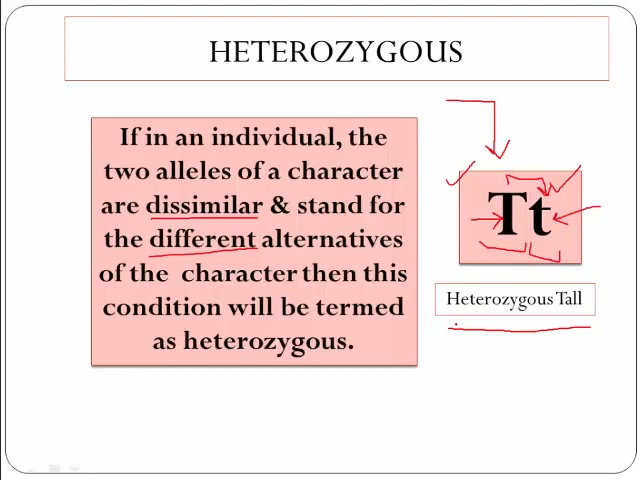 HETEROZYGOUS
If in an individual, the
two alleles of a character
are dissimilar & stand for
the different alternatives
of the character then this
condition will be termed
as heterozygous.
Tt
Heterozygous Tall